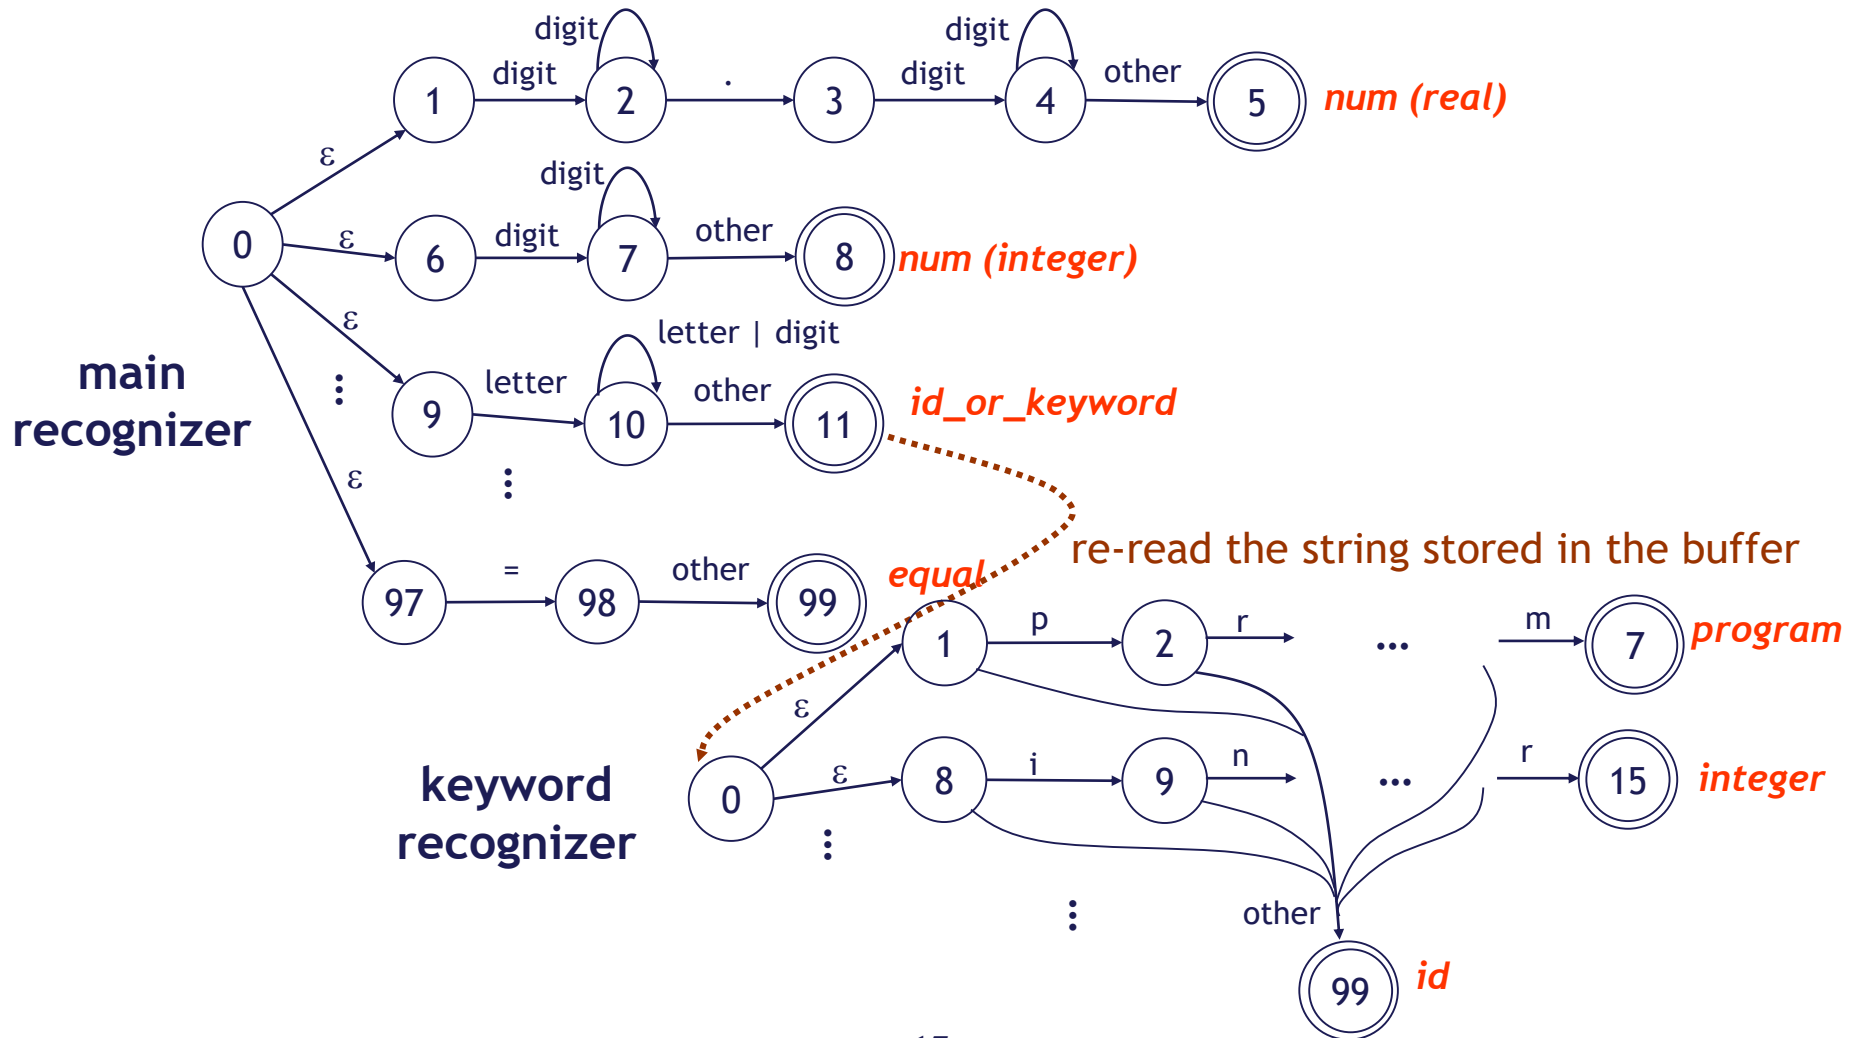 digit
digit
digit
.
digit
other
1
2
3
4
5
num (real)
ε
digit
0
ε
6
digit
7
other
8
num (integer)
ε
letter | digit
main
recognizer
⋮
9
letter
10
other
11
id_or_keyword
ε
⋮
re-read the string stored in the buffer
97
=
98
other
99
equal
1
p
2
r
...
m
7
program
ε
keyword
recognizer
0
ε
8
i
9
n
...
r
15
integer
⋮
⋮
other
99
id